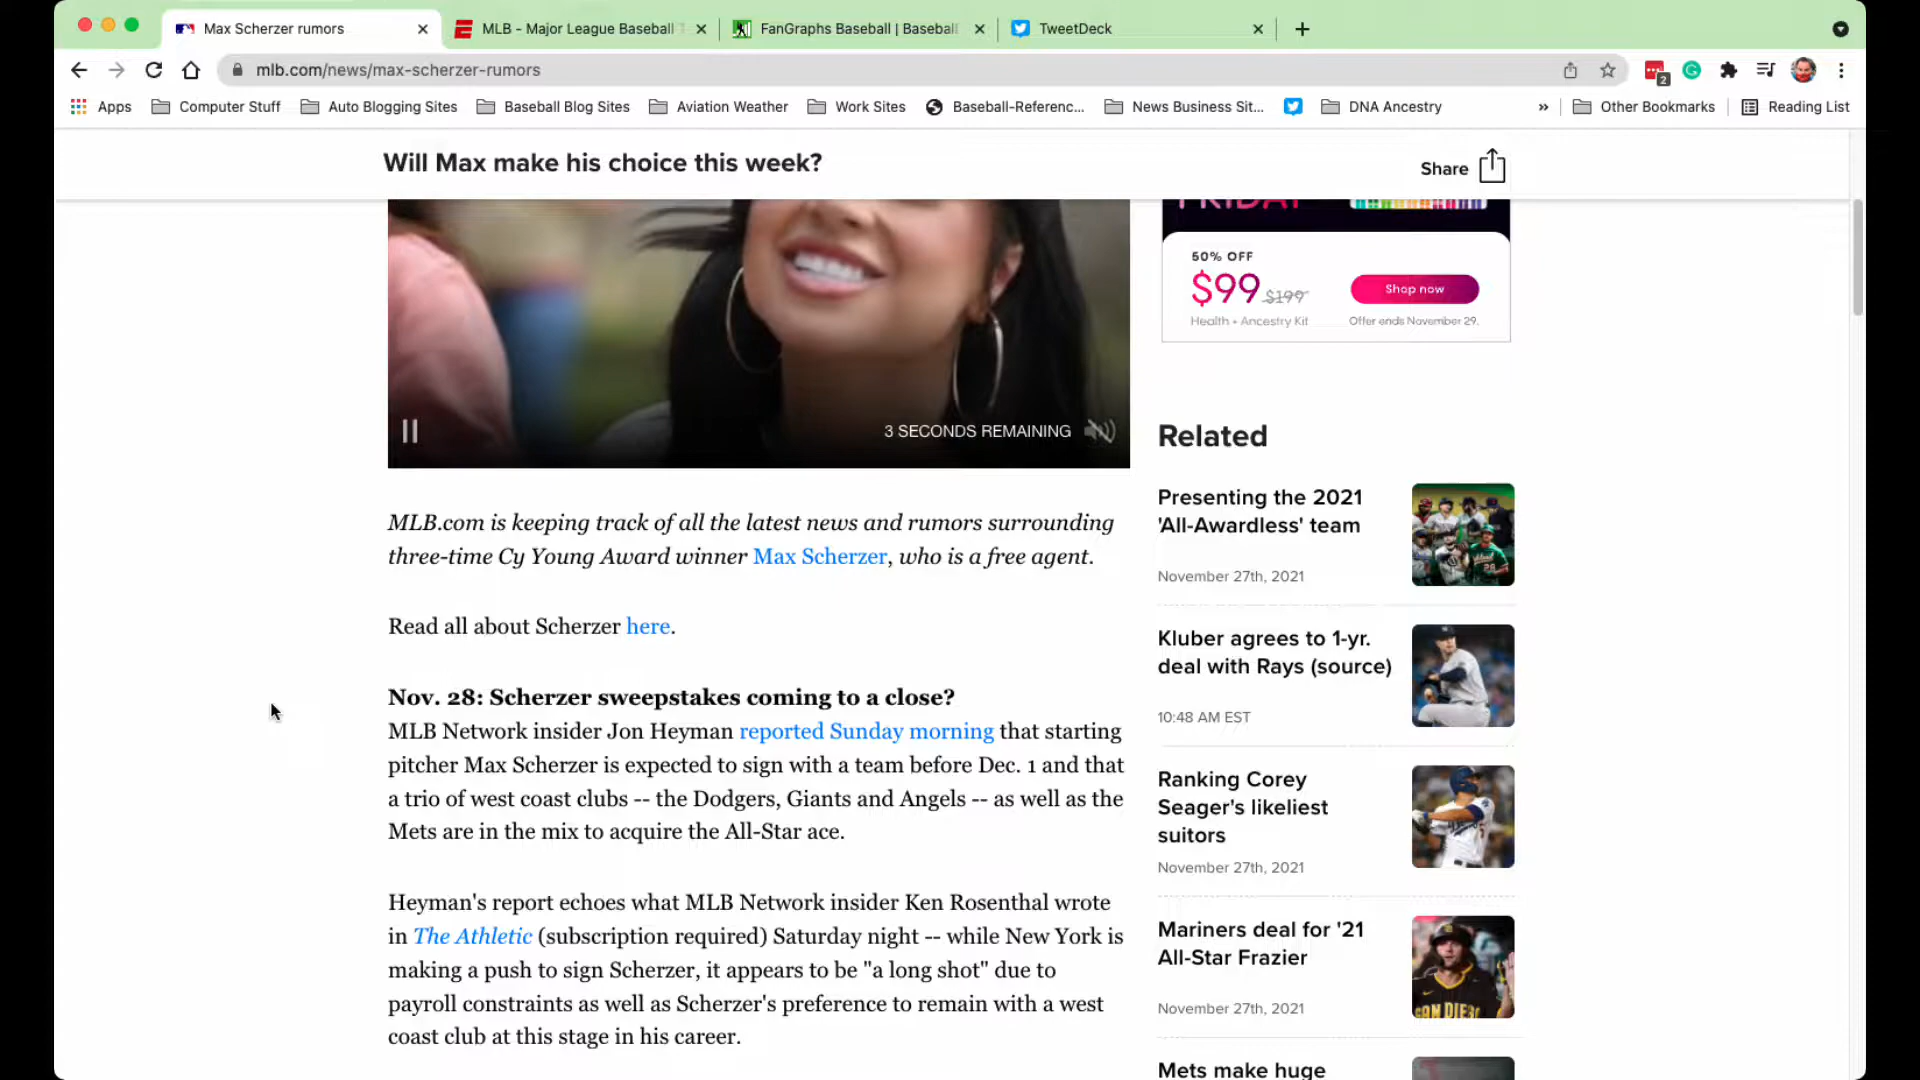 Max Scherzer rumors
MLB - Major League Baseball
FanGraphs Baseball | Baseball
TweetDeck
mlb.com/news/max-scherzer-rumors
2
Apps
Computer Stuff
Auto Blogging Sites
Baseball Blog Sites
Aviation Weather
Work Sites
Baseball-Referenc...
News Business Sit...
DNA Ancestry
»
Other Bookmarks
Reading List
Will Max make his choice this week?
Share
FRIDAY
50% OFF
$99 $199
Shop now
Health + Ancestry Kit
Offer ends November 29.
3 SECONDS REMAINING
MLB.com is keeping track of all the latest news and rumors surrounding
three-time Cy Young Award winner Max Scherzer, who is a free agent.
Read all about Scherzer here.
Nov. 28: Scherzer sweepstakes coming to a close?
MLB Network insider Jon Heyman reported Sunday morning that starting
pitcher Max Scherzer is expected to sign with a team before Dec. 1 and that
a trio of west coast clubs -- the Dodgers, Giants and Angels -- as well as the
Mets are in the mix to acquire the All-Star ace.
Heyman's report echoes what MLB Network insider Ken Rosenthal wrote
in The Athletic (subscription required) Saturday night -- while New York is
making a push to sign Scherzer, it appears to be "a long shot" due to
payroll constraints as well as Scherzer's preference to remain with a west
coast club at this stage in his career.
Related
Presenting the 2021
'All-Awardless' team
November 27th, 2021
Kluber agrees to 1-yr.
deal with Rays (source)
10:48 AM EST
Ranking Corey
Seager's likeliest
suitors
November 27th, 2021
Mariners deal for '21
All-Star Frazier
November 27th, 2021
SAN DIEGO
Mets make huge